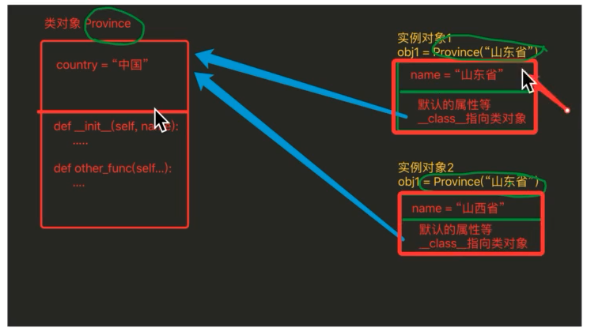 类对象 Province
country = “中国”
def __init__(self, name):
.....
def other_func(self...):
....
实例对象1
obj1 = Province(“山东省”)
name = “山东省”
默认的属性等
__class__指向类对象
实例对象2
obj1 = Province(“山东省”)
name = “山西省”
默认的属性等
__class__指向类对象